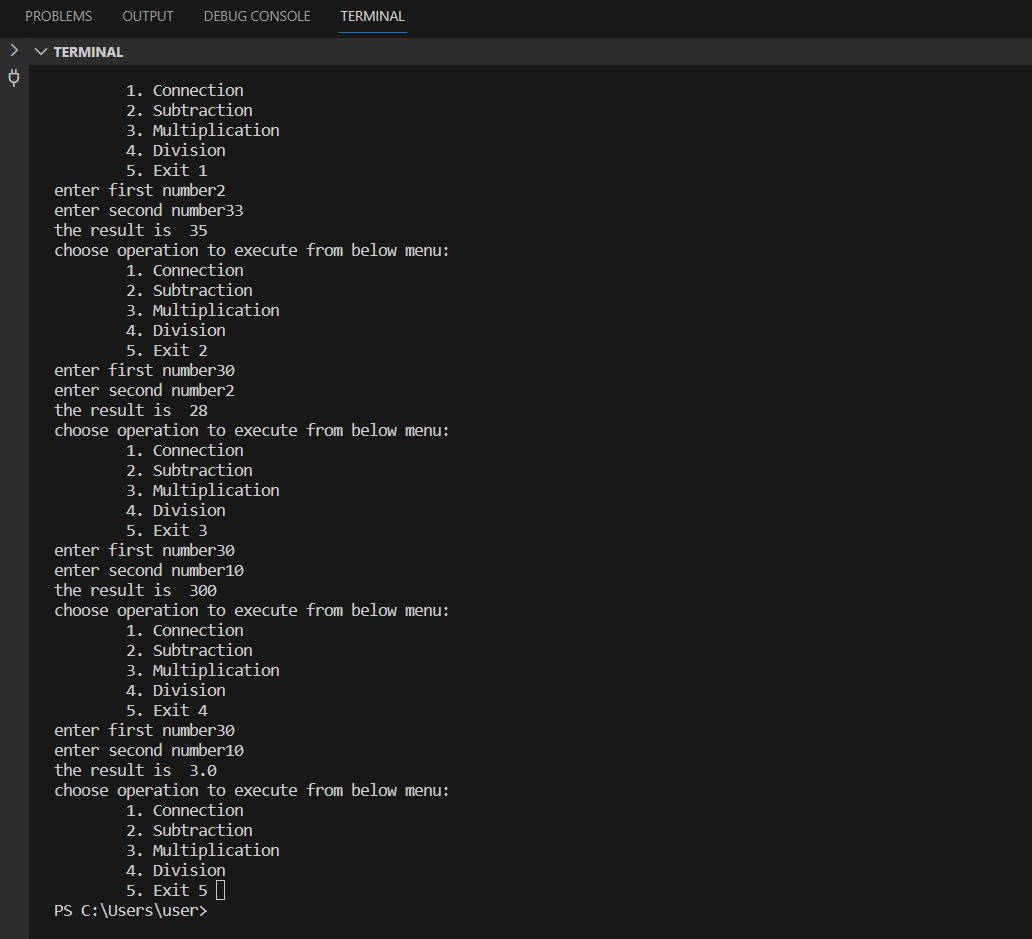 PROBLEMS OUTPUT DEBUG CONSOLE TERMINAL
TERMINAL
1. Connection
2. Subtraction
3. Multiplication
4. Division
5. Exit 1
enter first number2
enter second number33
the result is  35
choose operation to execute from below menu:
1. Connection
2. Subtraction
3. Multiplication
4. Division
5. Exit 2
enter first number30
enter second number2
the result is  28
choose operation to execute from below menu:
1. Connection
2. Subtraction
3. Multiplication
4. Division
5. Exit 3
enter first number30
enter second number10
the result is  300
choose operation to execute from below menu:
1. Connection
2. Subtraction
3. Multiplication
4. Division
5. Exit 4
enter first number30
enter second number10
the result is  3.0
choose operation to execute from below menu:
1. Connection
2. Subtraction
3. Multiplication
4. Division
5. Exit 5
PS C:\Users\user>